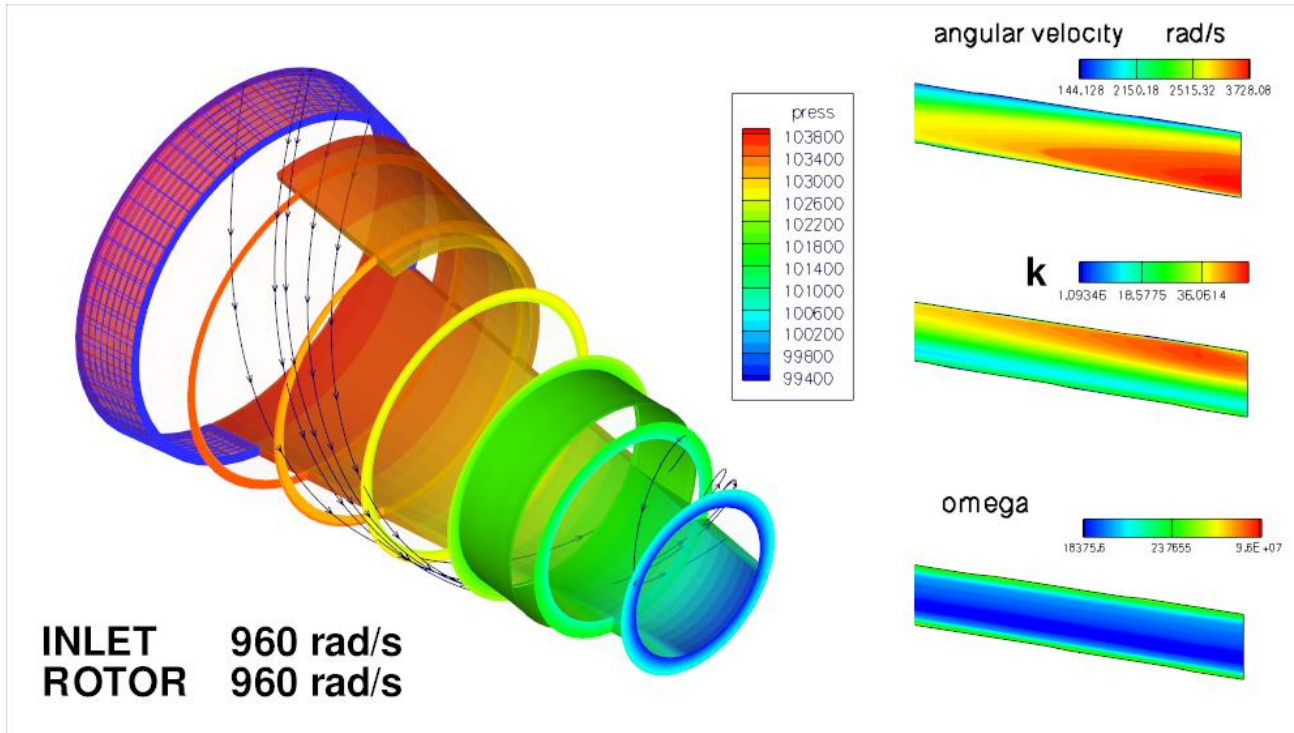 angular velocity rad/s
144.128 2150.18 2515.32 3728.08
press
103800
103400
103000
102600
102200
101800
101400
101000
100600
100200
99800
99400
k
1.09345 18.5775 36.0614
omega
18375.6 237655 9.6E+07
INLET 960 rad/s
ROTOR 960 rad/s